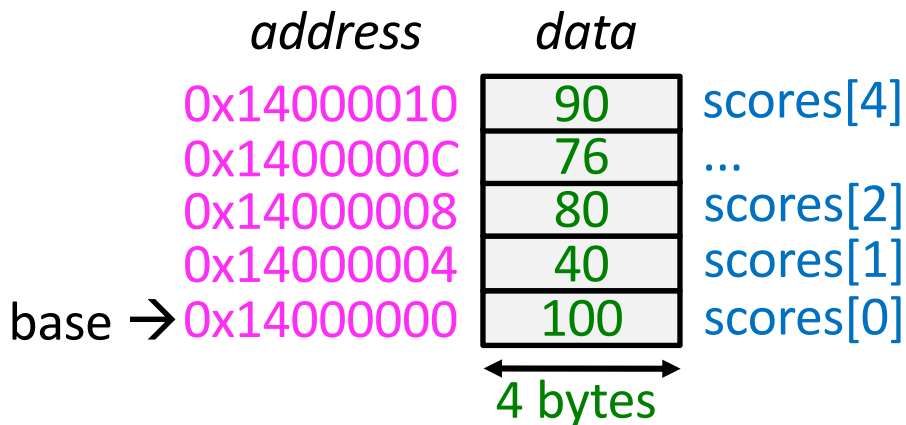 address data
0x14000010 90 scores[4]
0x1400000C 76 ...
0x14000008 80 scores[2]
0x14000004 40 scores[1]
base → 0x14000000 100 scores[0]
4 bytes